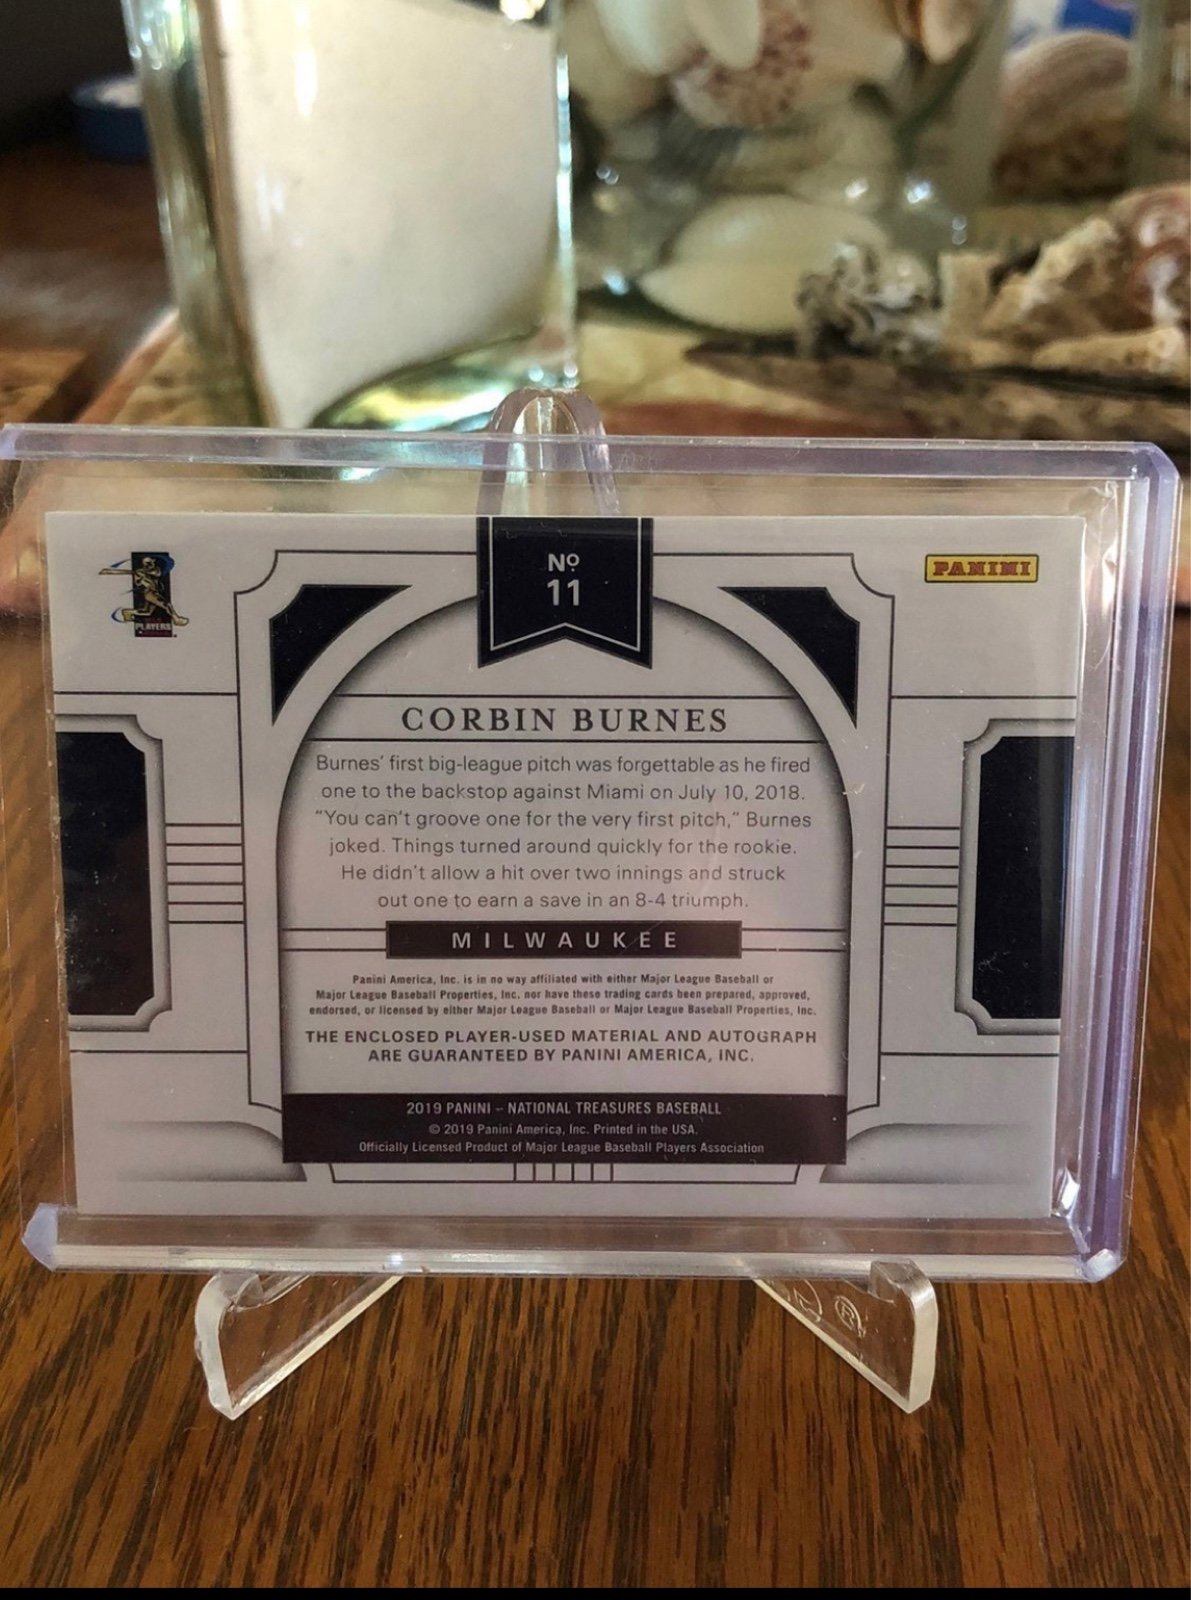 Nº
11
PLAYERS
PANINI
CORBIN BURNES
Burnes' first big-league pitch was forgettable as he fired
one to the backstop against Miami on July 10, 2018.
“You can't groove one for the very first pitch,” Burnes
joked. Things turned around quickly for the rookie.
He didn't allow a hit over two innings and struck
out one to earn a save in an 8-4 triumph.
MILWAUKEE
Panini America, Inc. is in no way affiliated with either Major League Baseball or
Major League Baseball Properties, Inc. nor have these trading cards been prepared, approved,
endorsed, or licensed by either Major League Baseball or Major League Baseball Properties, Inc.
THE ENCLOSED PLAYER-USED MATERIAL AND AUTOGRAPH
ARE GUARANTEED BY PANINI AMERICA, INC.
2019 PANINI – NATIONAL TREASURES BASEBALL
© 2019 Panini America, Inc. Printed in the USA.
Officially Licensed Product of Major League Baseball Players Association
®